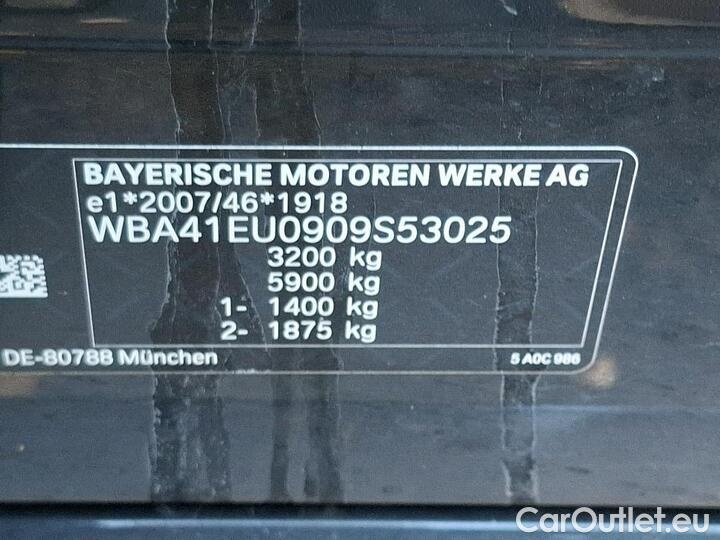 BAYERISCHE MOTOREN WERKE AG
e1*2007/46*1918
WBA41EU0909S53025
3200 kg
5900 kg
1- 1400 kg
2- 1875 kg
DE-80788 München
5 A0C 986
CarOutlet.eu